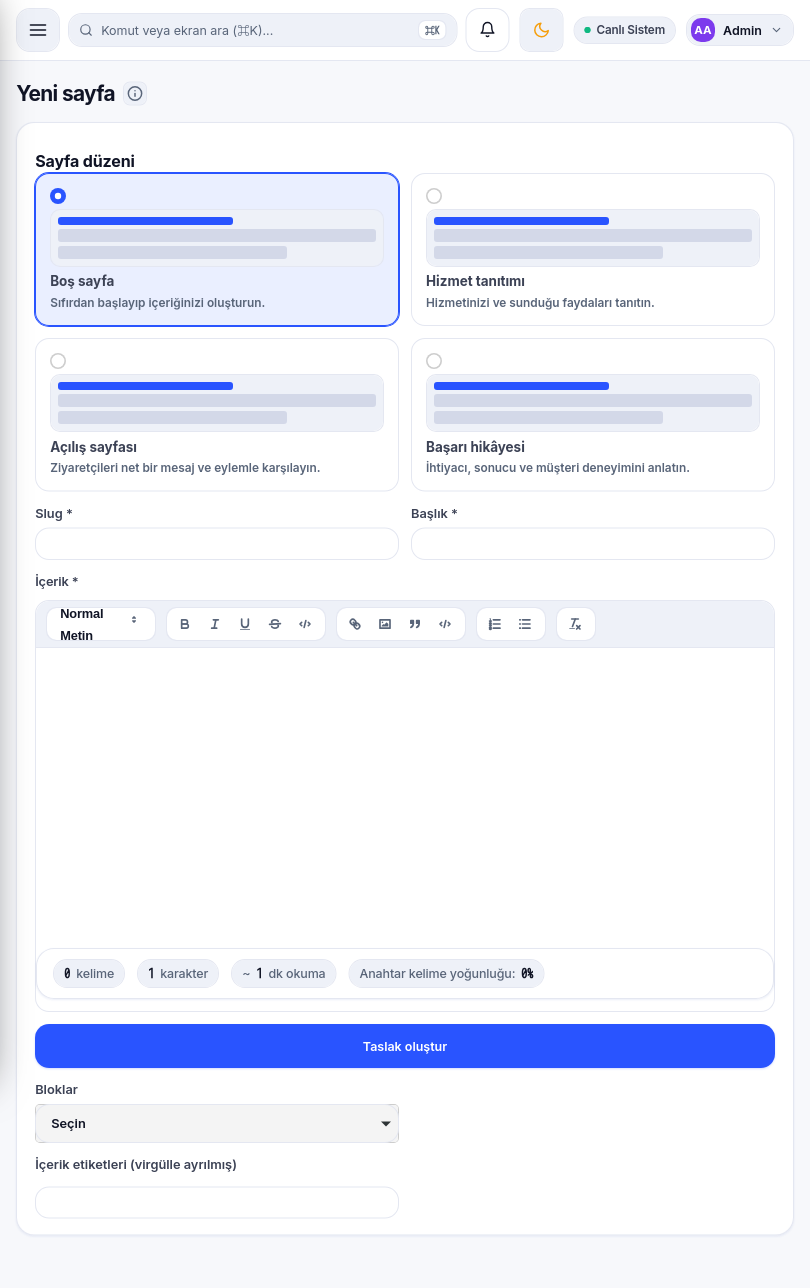 Komut veya ekran ara (⌘K)...
⌘K
Canlı Sistem
AA
Admin
Yeni sayfa
Sayfa düzeni
Boş sayfa
Sıfırdan başlayıp içeriğinizi oluşturun.
Hizmet tanıtımı
Hizmetinizi ve sunduğu faydaları tanıtın.
Açılış sayfası
Ziyaretçileri net bir mesaj ve eylemle karşılayın.
Başarı hikâyesi
İhtiyacı, sonucu ve müşteri deneyimini anlatın.
Slug *
Başlık *
İçerik *
Normal
Metin
0 kelime
1 karakter
~ 1 dk okuma
Anahtar kelime yoğunluğu: 0%
Taslak oluştur
Bloklar
Seçin
İçerik etiketleri (virgülle ayrılmış)